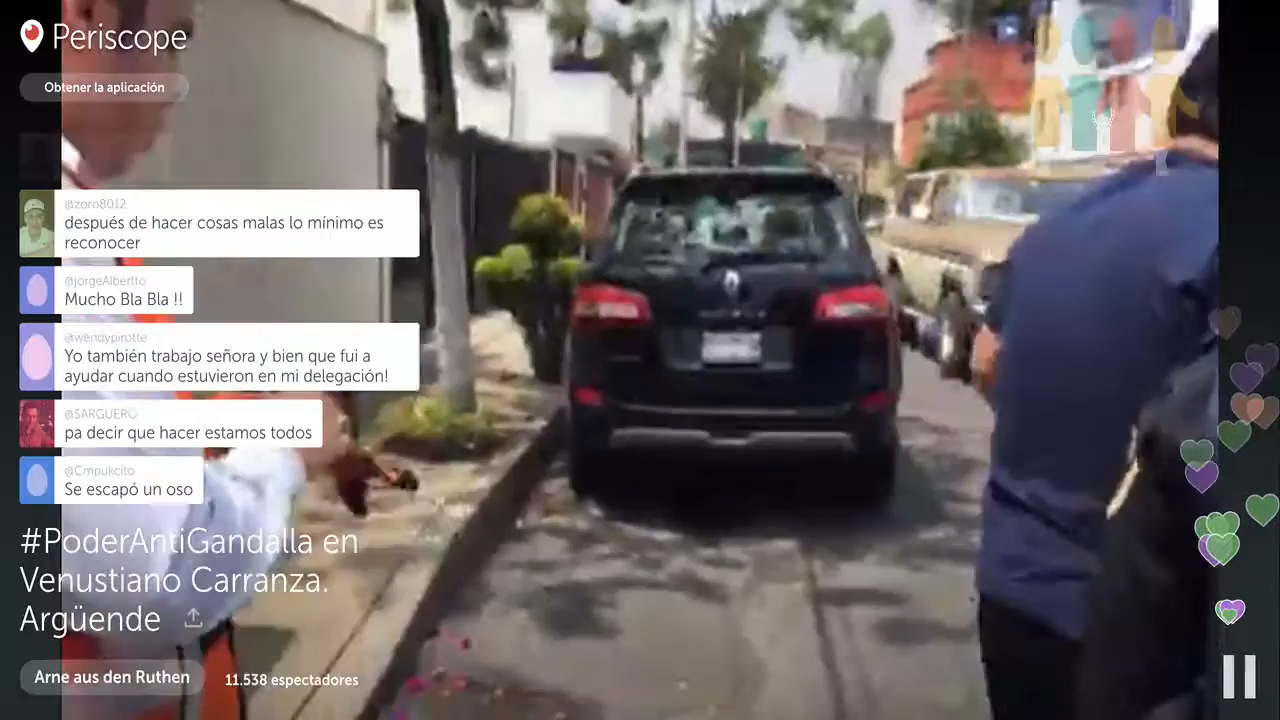 Periscope
Obtener la aplicación
@zoro8012
después de hacer cosas malas lo mínimo es
reconocer
@jorgeAlbertto
Mucho Bla Bla !!
@wendypirotte
Yo también trabajo señora y bien que fui a
ayudar cuando estuvieron en mi delegación!
@SARGUERO
pa decir que hacer estamos todos
@Cmpukcito
Se escapó un oso
#PoderAntiGandalla en
Venustiano Carranza.
Argüende
Arne aus den Ruthen
11.538 espectadores